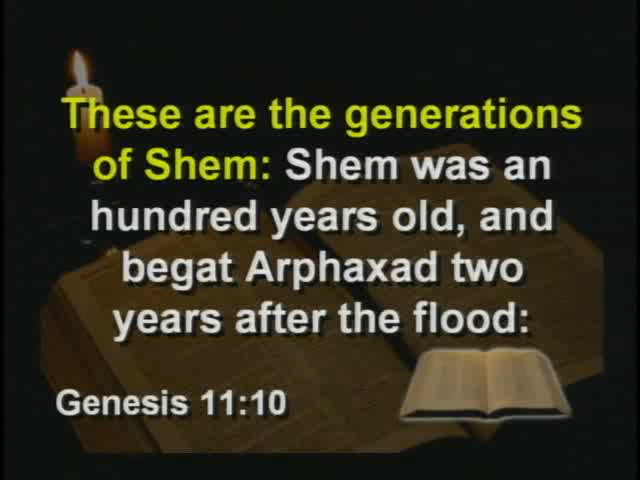 These are the generations
of Shem: Shem was an
hundred years old, and
begat Arphaxad two
years after the flood:
Genesis 11:10